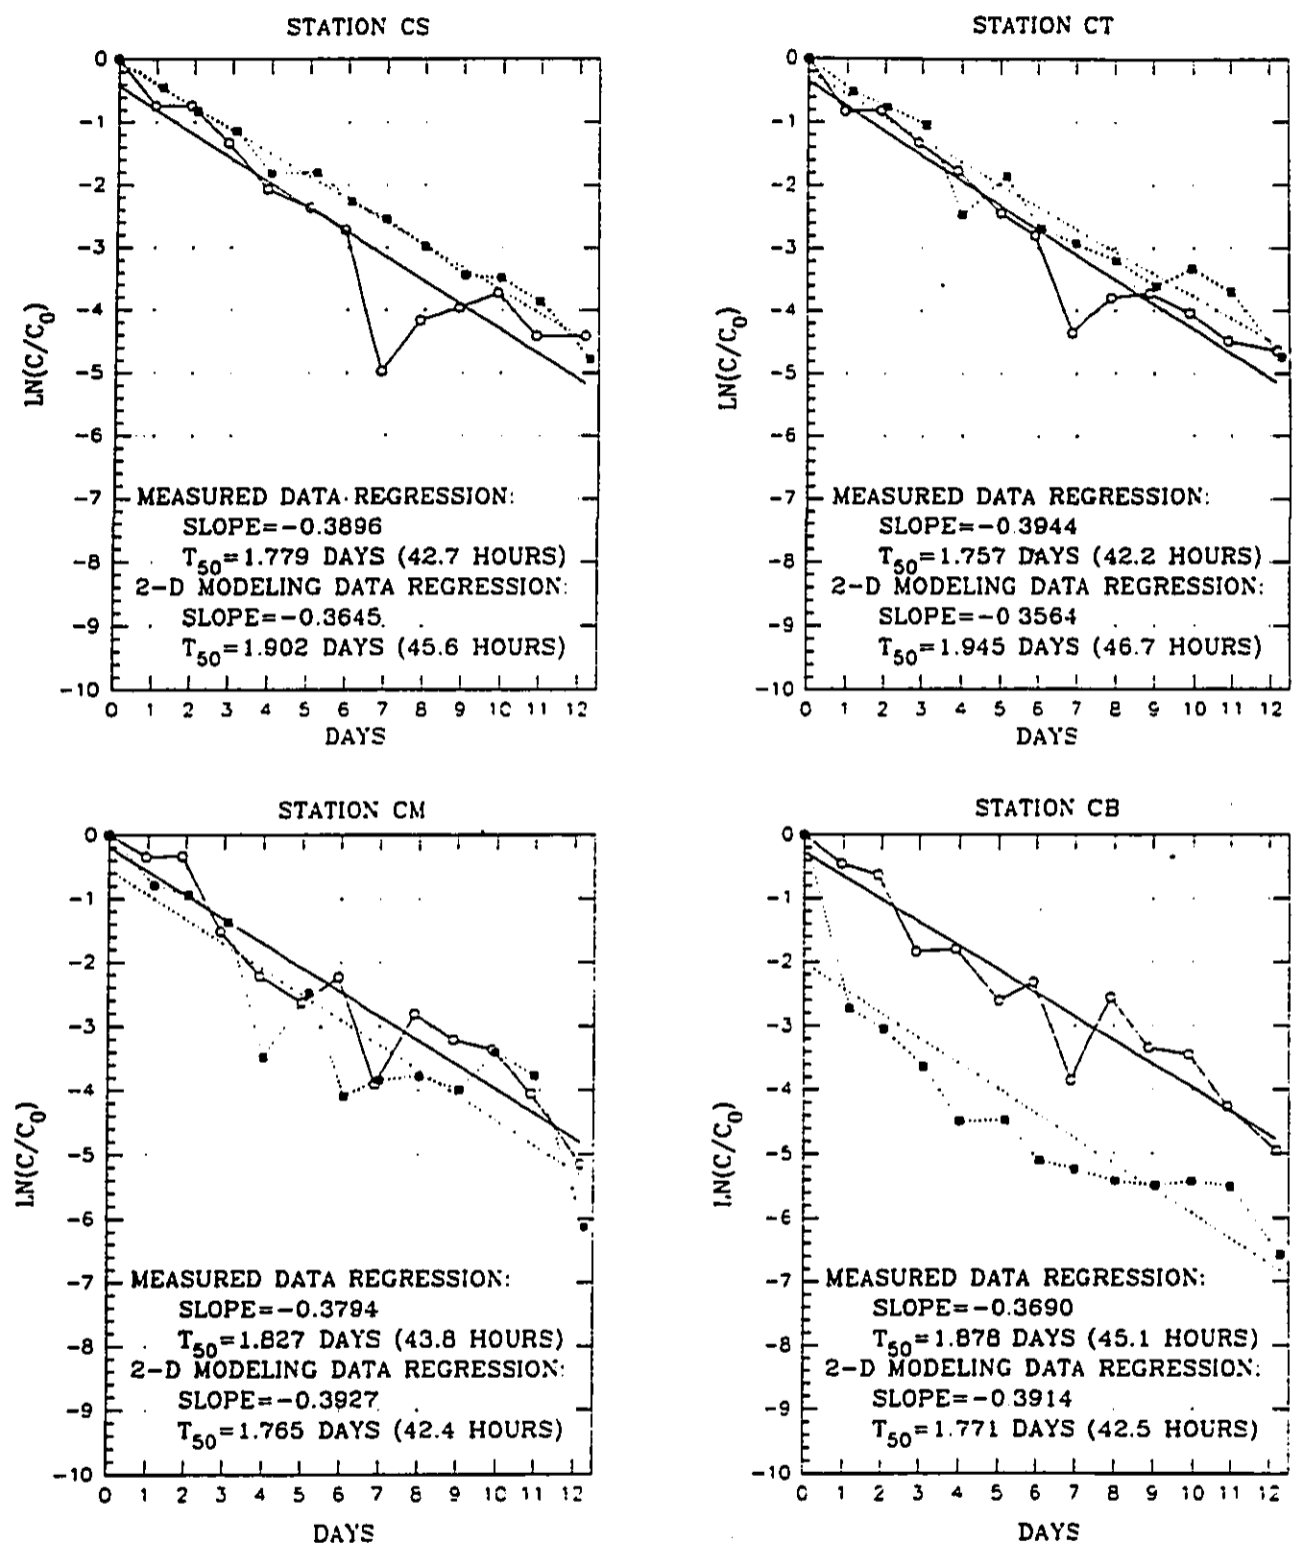 STATION CS
0
-1
-2
-3
-4
-5
-6
-7
-8
-9
-10
LN(C/C0)
MEASURED DATA REGRESSION:
SLOPE=-0.3896
T50=1.779 DAYS (42.7 HOURS)
2-D MODELING DATA REGRESSION:
SLOPE=-0.3645
T50=1.902 DAYS (45.6 HOURS)
0 1 2 3 4 5 6 7 8 9 10 11 12
DAYS
STATION CT
0
-1
-2
-3
-4
-5
-6
-7
-8
-9
-10
LN(C/C0)
MEASURED DATA REGRESSION:
SLOPE=-0.3944
T50=1.757 DAYS (42.2 HOURS)
2-D MODELING DATA REGRESSION:
SLOPE=-0 3564
T50=1.945 DAYS (46.7 HOURS)
0 1 2 3 4 5 6 7 8 9 10 11 12
DAYS
STATION CM
0
-1
-2
-3
-4
-5
-6
-7
-8
-9
-10
LN(C/C0)
MEASURED DATA REGRESSION:
SLOPE=-0.3794
T50=1.827 DAYS (43.8 HOURS)
2-D MODELING DATA REGRESSION:
SLOPE=-0.3927
T50=1.765 DAYS (42.4 HOURS)
0 1 2 3 4 5 6 7 8 9 10 11 12
DAYS
STATION CB
0
-1
-2
-3
-4
-5
-6
-7
-8
-9
-10
LN(C/C0)
MEASURED DATA REGRESSION:
SLOPE=-0.3690
T50=1.878 DAYS (45.1 HOURS)
2-D MODELING DATA REGRESSION:
SLOPE=-0.3914
T50=1.771 DAYS (42.5 HOURS)
0 1 2 3 4 5 6 7 8 9 10 11 12
DAYS